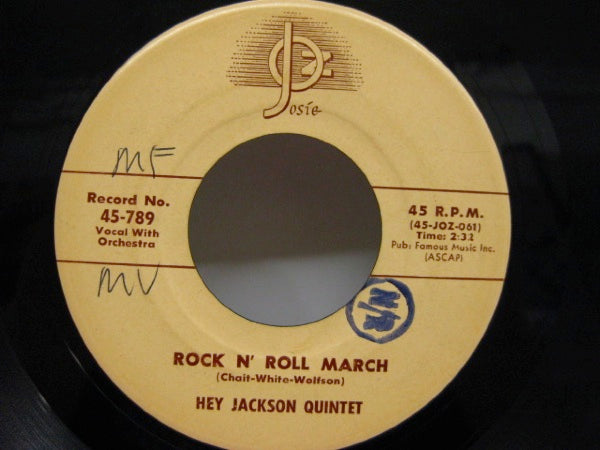 JOZ
Josie
MF
Record No.
45-789
Vocal With
Orchestra
MV
45 R.P.M.
(45-JOZ-061)
Time: 2:32
Pub: Famous Music Inc.
(ASCAP)
ROCK N' ROLL MARCH
(Chait-White-Wolfson)
HEY JACKSON QUINTET